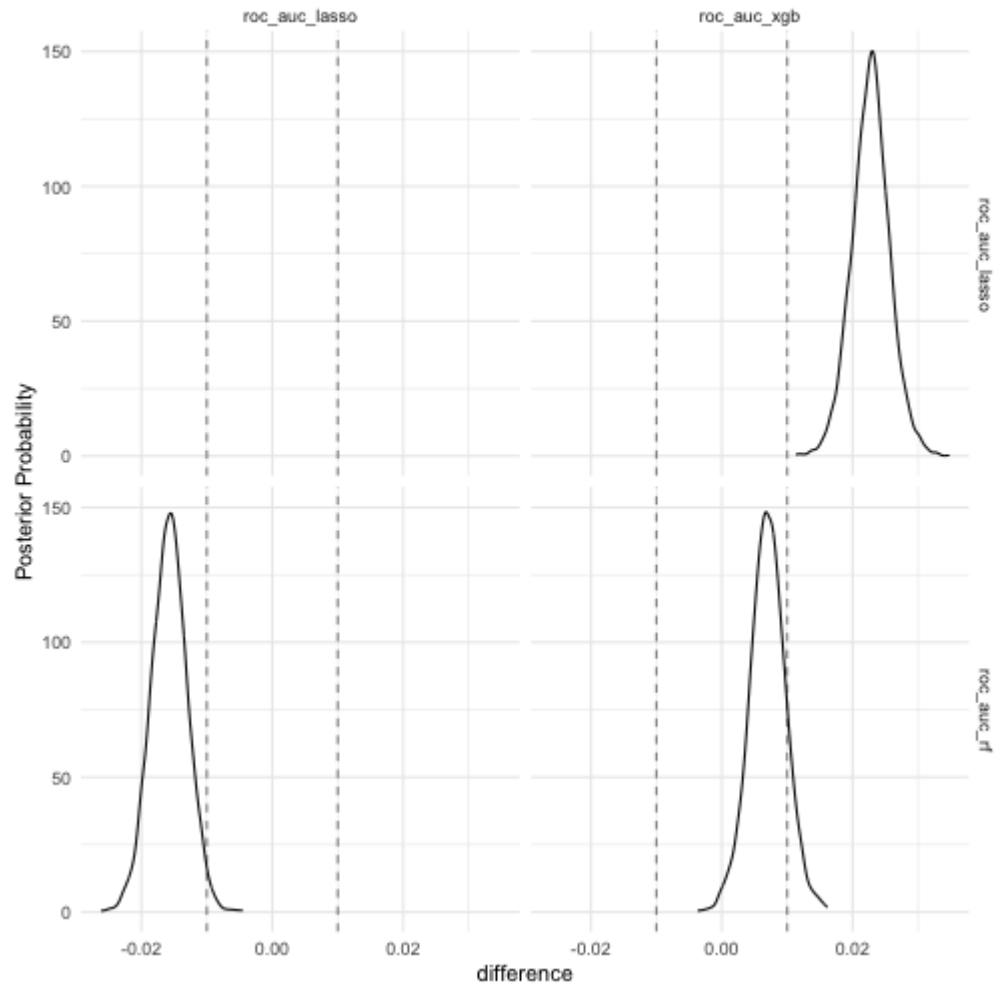 roc_auc_lasso roc_auc_xgb
150
100
50
0
roc_auc_lasso
Posterior Probability
150
100
50
0
roc_auc_rf
-0.02 0.00 0.02 -0.02 0.00 0.02
difference